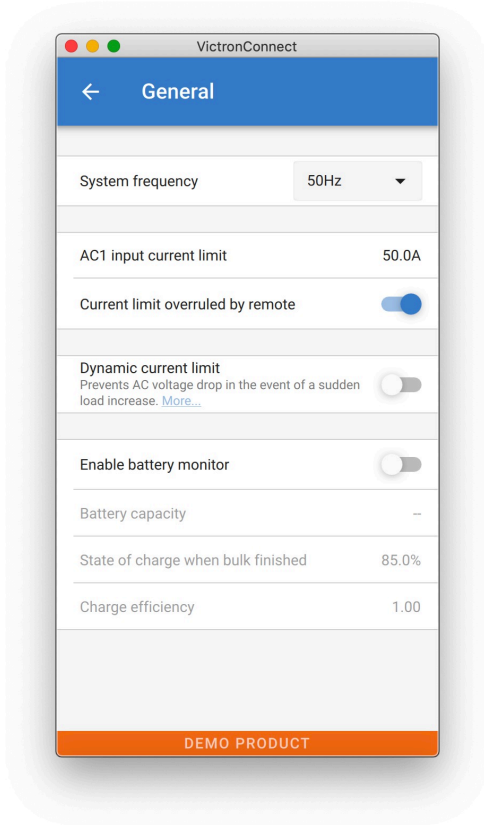 VictronConnect
General
System frequency 50Hz
AC1 input current limit 50.0A
Current limit overruled by remote
Dynamic current limit
Prevents AC voltage drop in the event of a sudden
load increase. More...
Enable battery monitor
Battery capacity --
State of charge when bulk finished 85.0%
Charge efficiency 1.00
DEMO PRODUCT